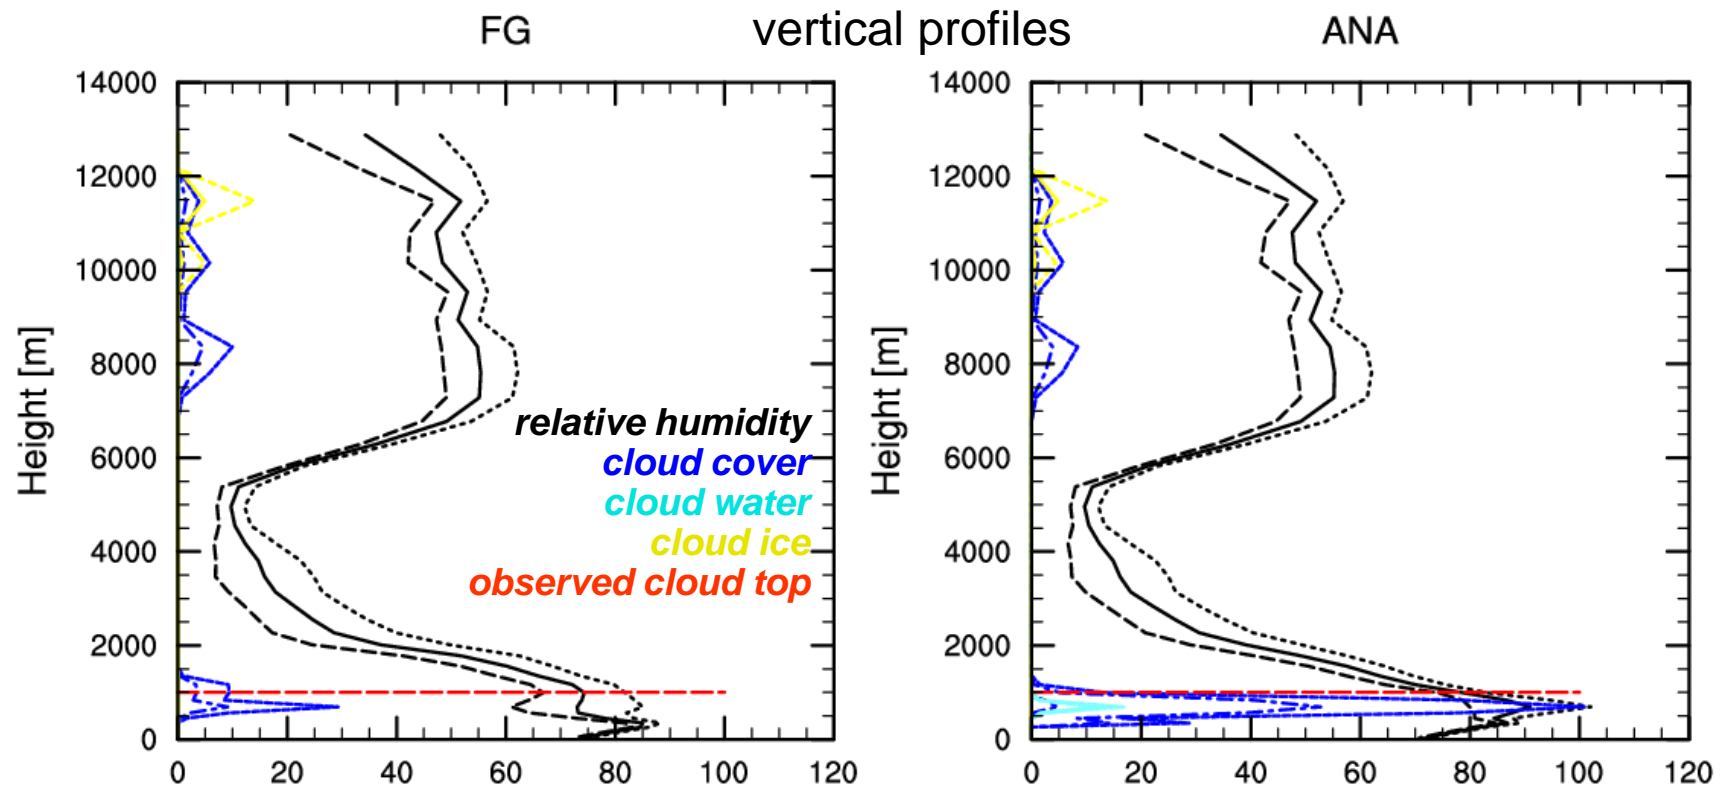 FG
vertical profiles
ANA
14000
12000
10000
8000
6000
4000
2000
0
Height [m]
0 20 40 60 80 100 120
relative humidity
cloud cover
cloud water
cloud ice
observed cloud top
14000
12000
10000
8000
6000
4000
2000
0
Height [m]
0 20 40 60 80 100 120